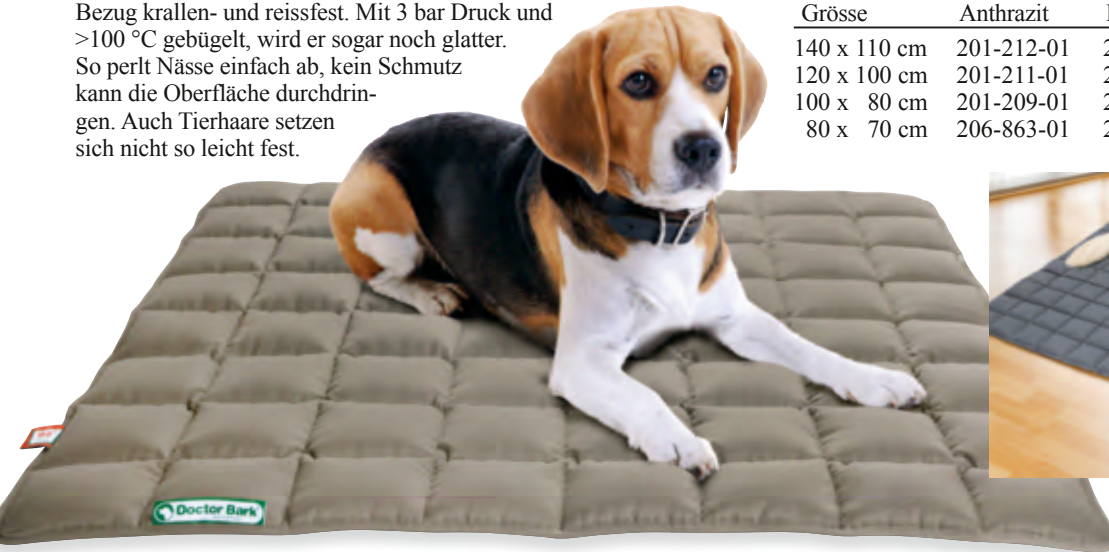 Bezug krallen- und reissfest. Mit 3 bar Druck und
>100 °C gebügelt, wird er sogar noch glatter.
So perlt Nässe einfach ab, kein Schmutz
kann die Oberfläche durchdrin-
gen. Auch Tierhaare setzen
sich nicht so leicht fest.
Grösse Anthrazit
140 x 110 cm 201-212-01
120 x 100 cm 201-211-01
100 x 80 cm 201-209-01
80 x 70 cm 206-863-01
Doctor Bark